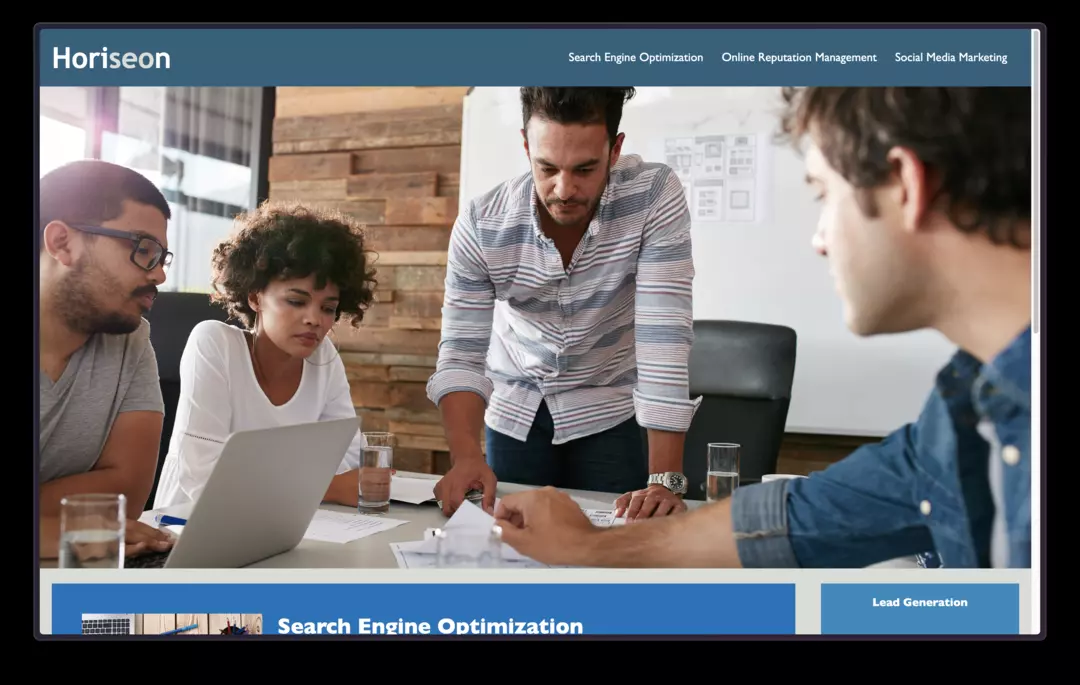 Horiseon
Search Engine Optimization Online Reputation Management Social Media Marketing
Search Engine Optimization
Lead Generation